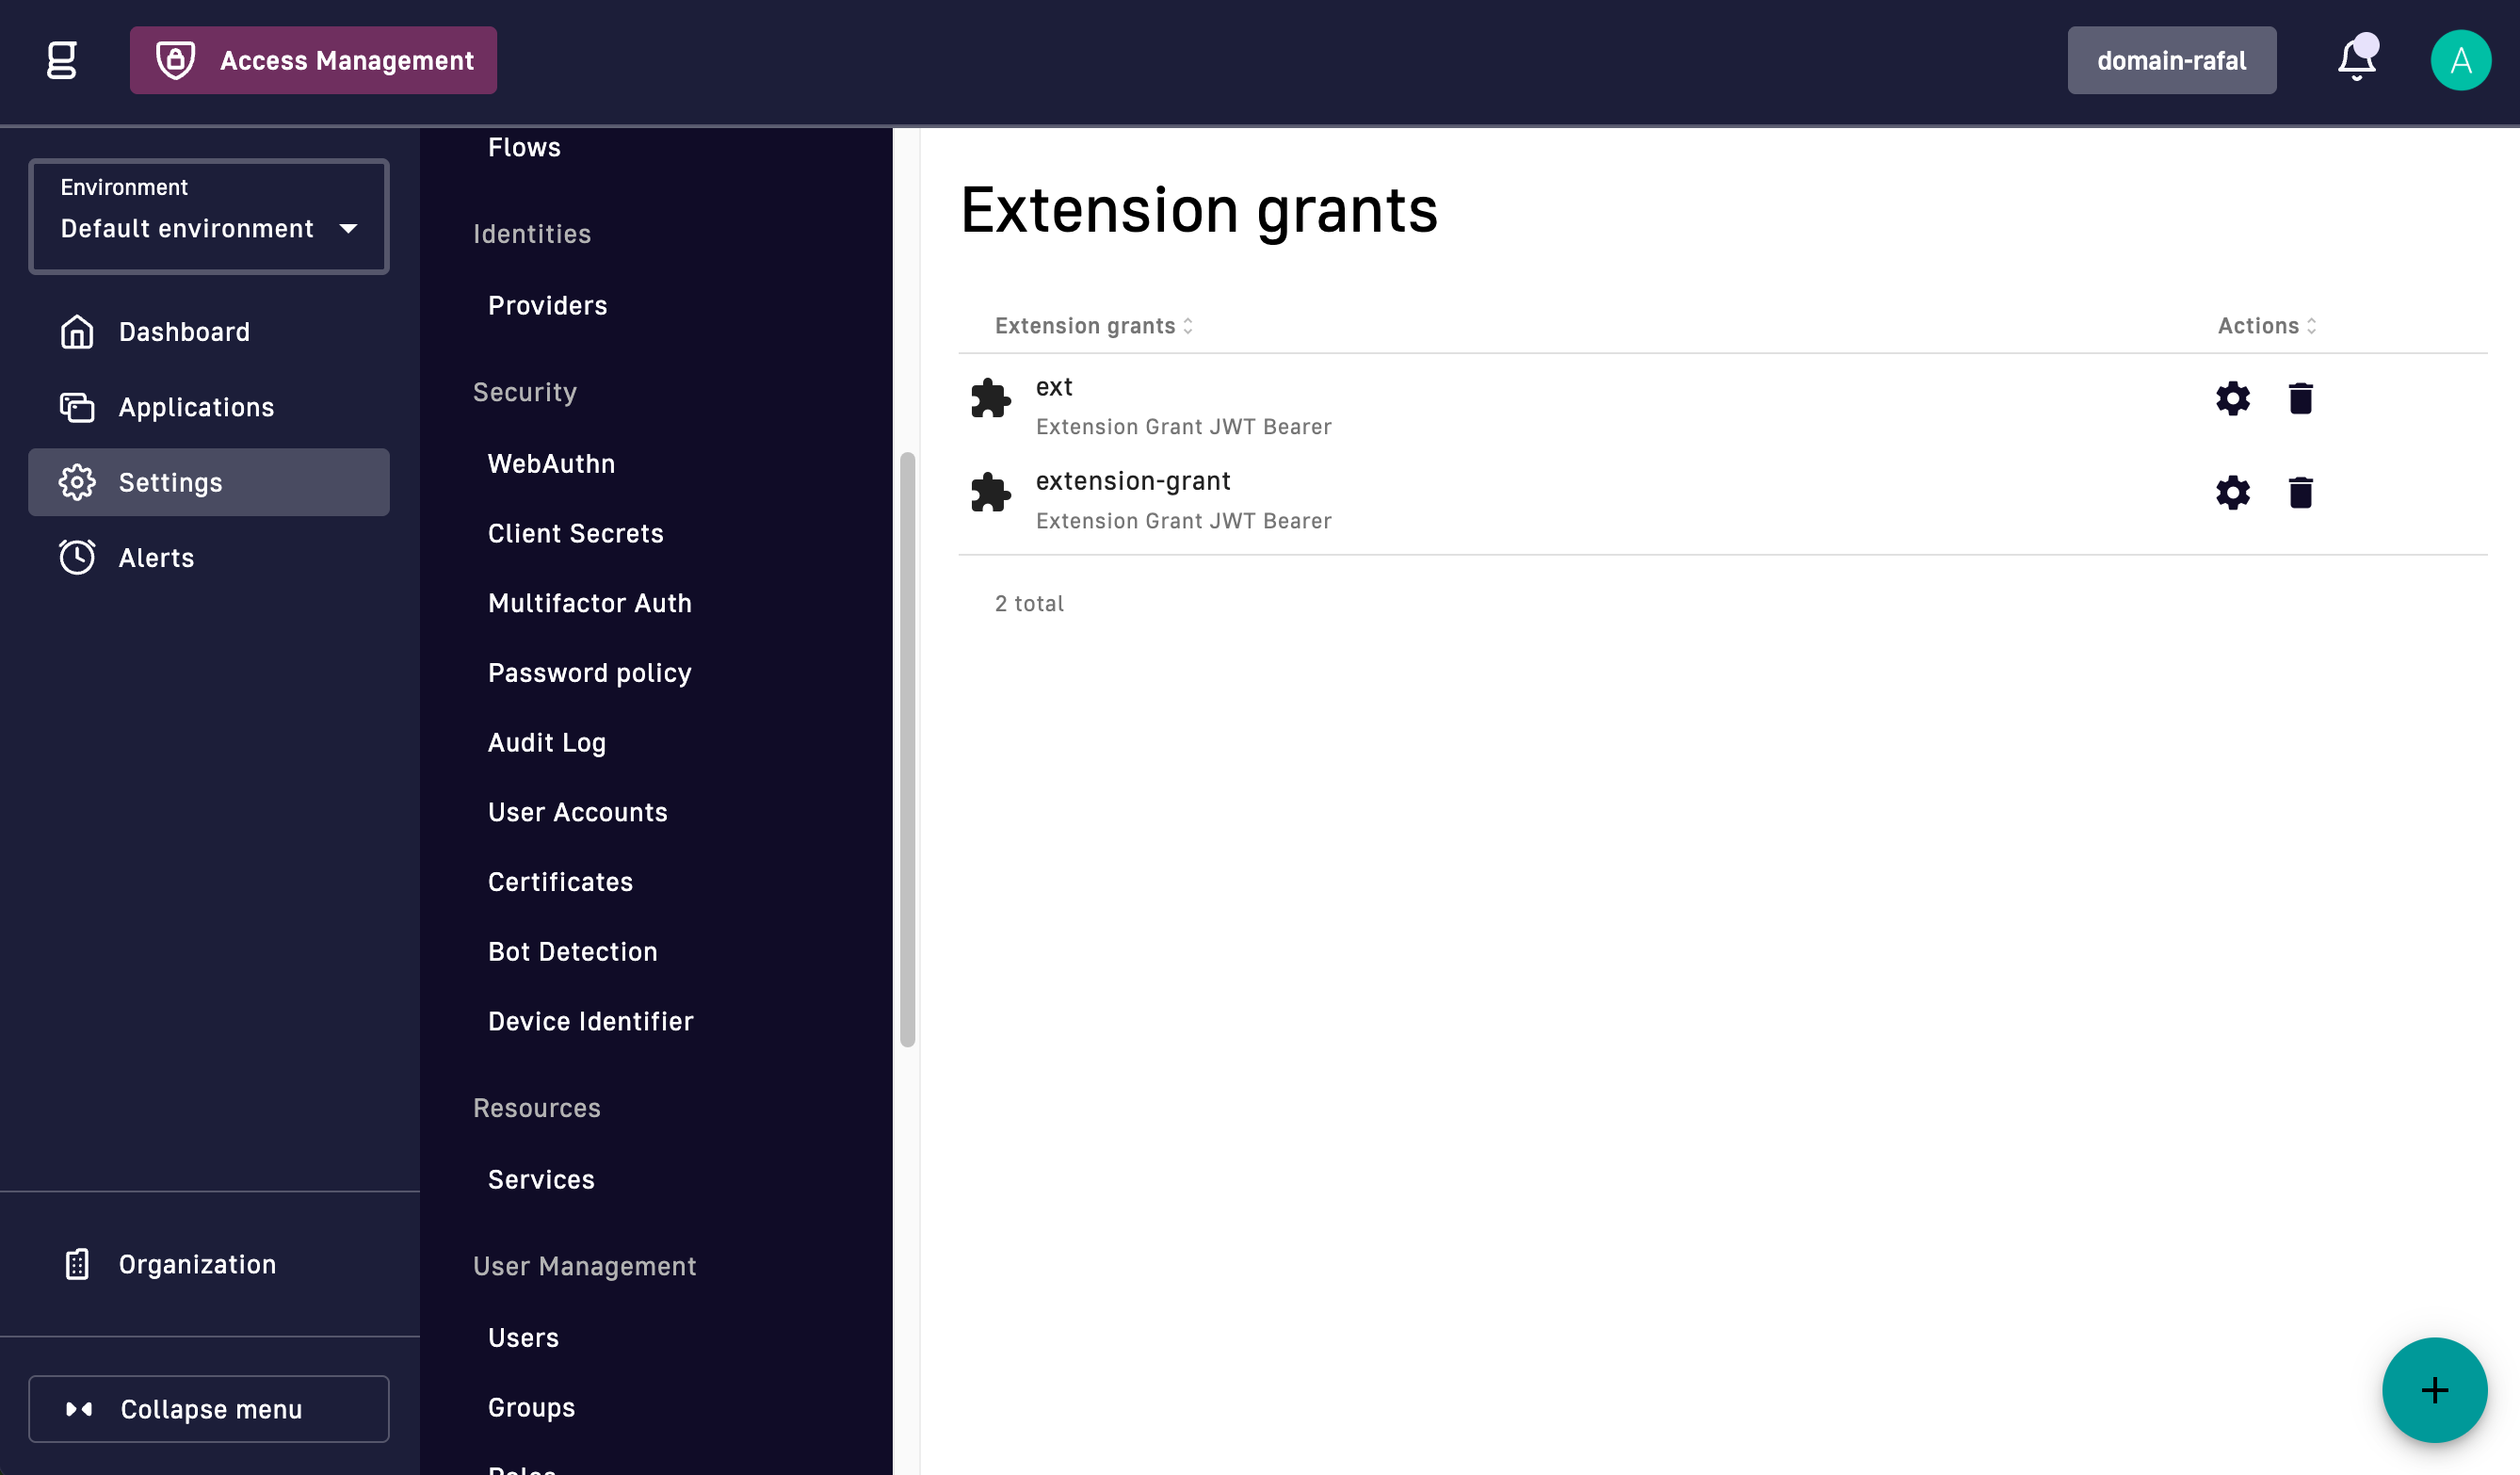 Access Management
domain-rafal
A
Environment
Default environment
Dashboard
Applications
Settings
Alerts
Organization
Collapse menu
Flows
Identities
Providers
Security
WebAuthn
Client Secrets
Multifactor Auth
Password policy
Audit Log
User Accounts
Certificates
Bot Detection
Device Identifier
Resources
Services
User Management
Users
Groups
Roles
Extension grants
Extension grants Actions
ext
Extension Grant JWT Bearer
extension-grant
Extension Grant JWT Bearer
2 total